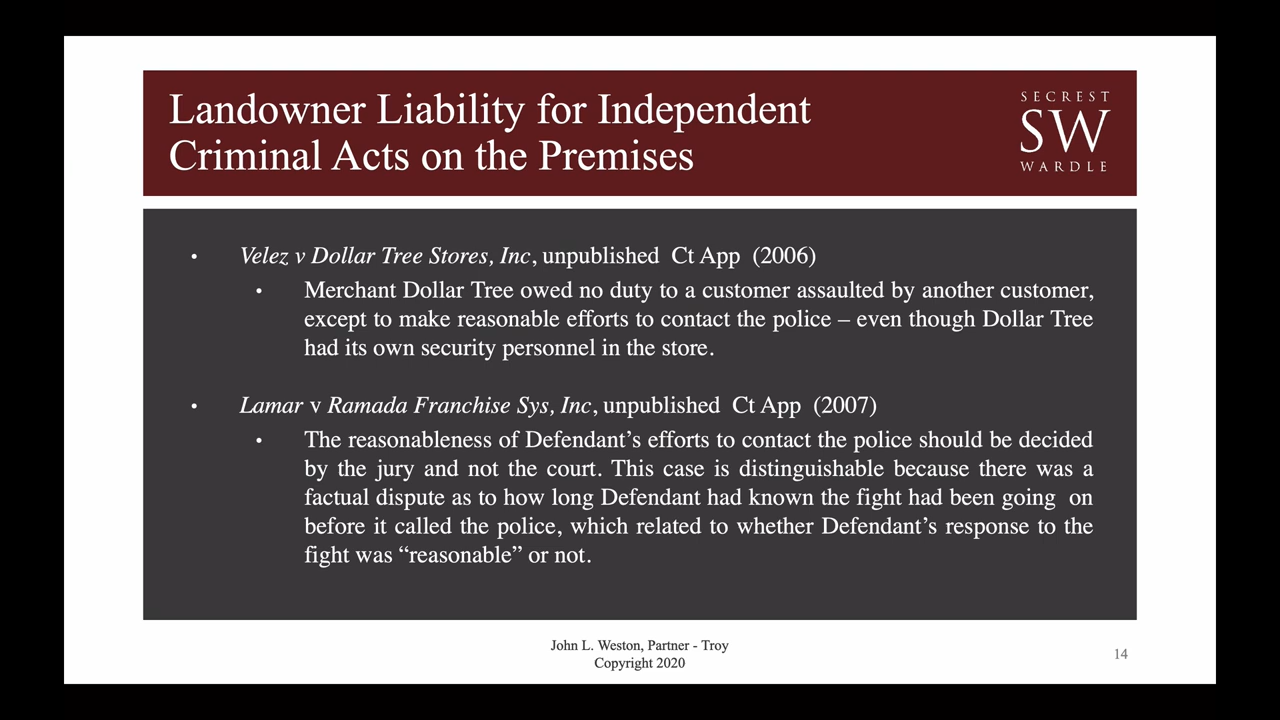 Landowner Liability for Independent
Criminal Acts on the Premises
SECREST
SW
WARDLE
• Velez v Dollar Tree Stores, Inc, unpublished Ct App (2006)
• Merchant Dollar Tree owed no duty to a customer assaulted by another customer,
except to make reasonable efforts to contact the police – even though Dollar Tree
had its own security personnel in the store.
• Lamar v Ramada Franchise Sys, Inc, unpublished Ct App (2007)
• The reasonableness of Defendant’s efforts to contact the police should be decided
by the jury and not the court. This case is distinguishable because there was a
factual dispute as to how long Defendant had known the fight had been going on
before it called the police, which related to whether Defendant’s response to the
fight was “reasonable” or not.
John L. Weston, Partner - Troy
Copyright 2020
14